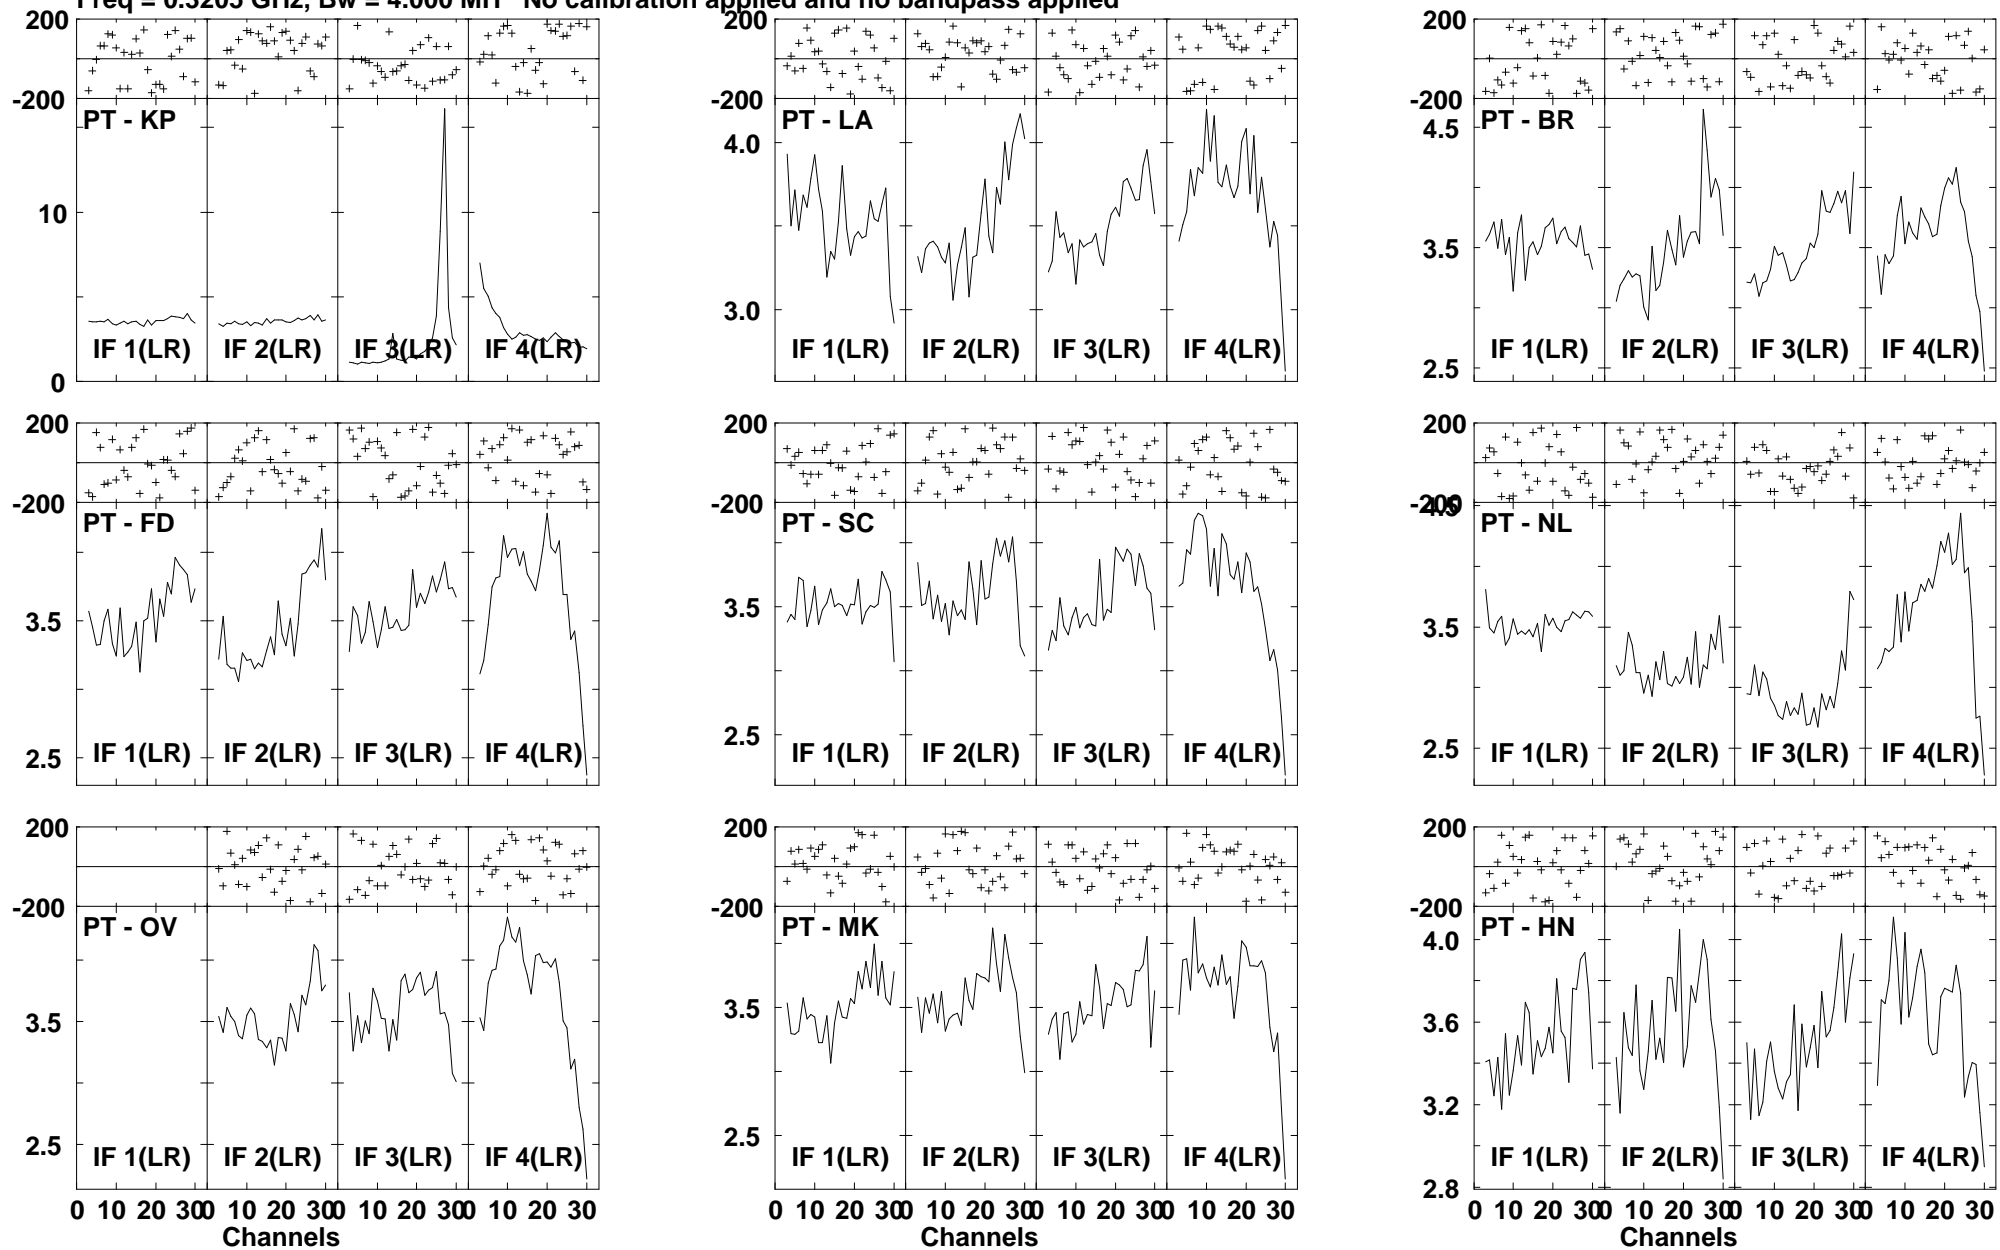 Freq = 0.3205 GHz, Bw = 4.000 MH No calibration applied and no bandpass applied
200 200 200
-200 -200 -200
PT - KP PT - LA PT - BR
10 4.0 4.5
3.0 3.5
0 2.5
IF 1(LR) IF 2(LR) IF 3(LR) IF 4(LR) IF 1(LR) IF 2(LR) IF 3(LR) IF 4(LR) IF 1(LR) IF 2(LR) IF 3(LR) IF 4(LR)
200 200 200
-200 -200 -200
4.5
PT - FD PT - SC PT - NL
3.5 3.5 3.5
2.5 2.5 2.5
IF 1(LR) IF 2(LR) IF 3(LR) IF 4(LR) IF 1(LR) IF 2(LR) IF 3(LR) IF 4(LR) IF 1(LR) IF 2(LR) IF 3(LR) IF 4(LR)
200 200 200
-200 -200 -200
PT - OV PT - MK PT - HN
4.0
3.5 3.5 3.6
3.2
2.5 2.5 2.8
IF 1(LR) IF 2(LR) IF 3(LR) IF 4(LR) IF 1(LR) IF 2(LR) IF 3(LR) IF 4(LR) IF 1(LR) IF 2(LR) IF 3(LR) IF 4(LR)
0 10 20 30 0 10 20 30 0 10 20 30 0 10 20 30 0 10 20 30 0 10 20 30 0 10 20 30 0 10 20 30 0 10 20 30 0 10 20 30 0 10 20 30 0 10 20 30
Channels Channels Channels